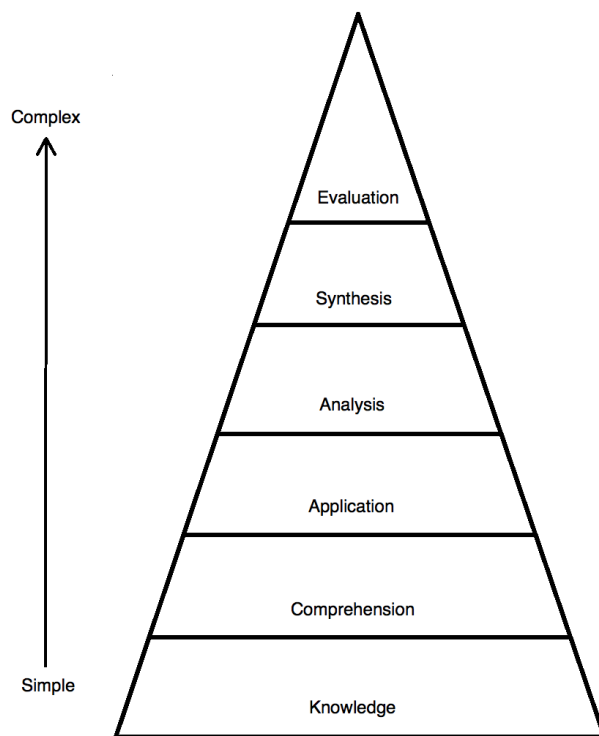 Complex
Evaluation
Synthesis
Analysis
Application
Comprehension
Simple
Knowledge